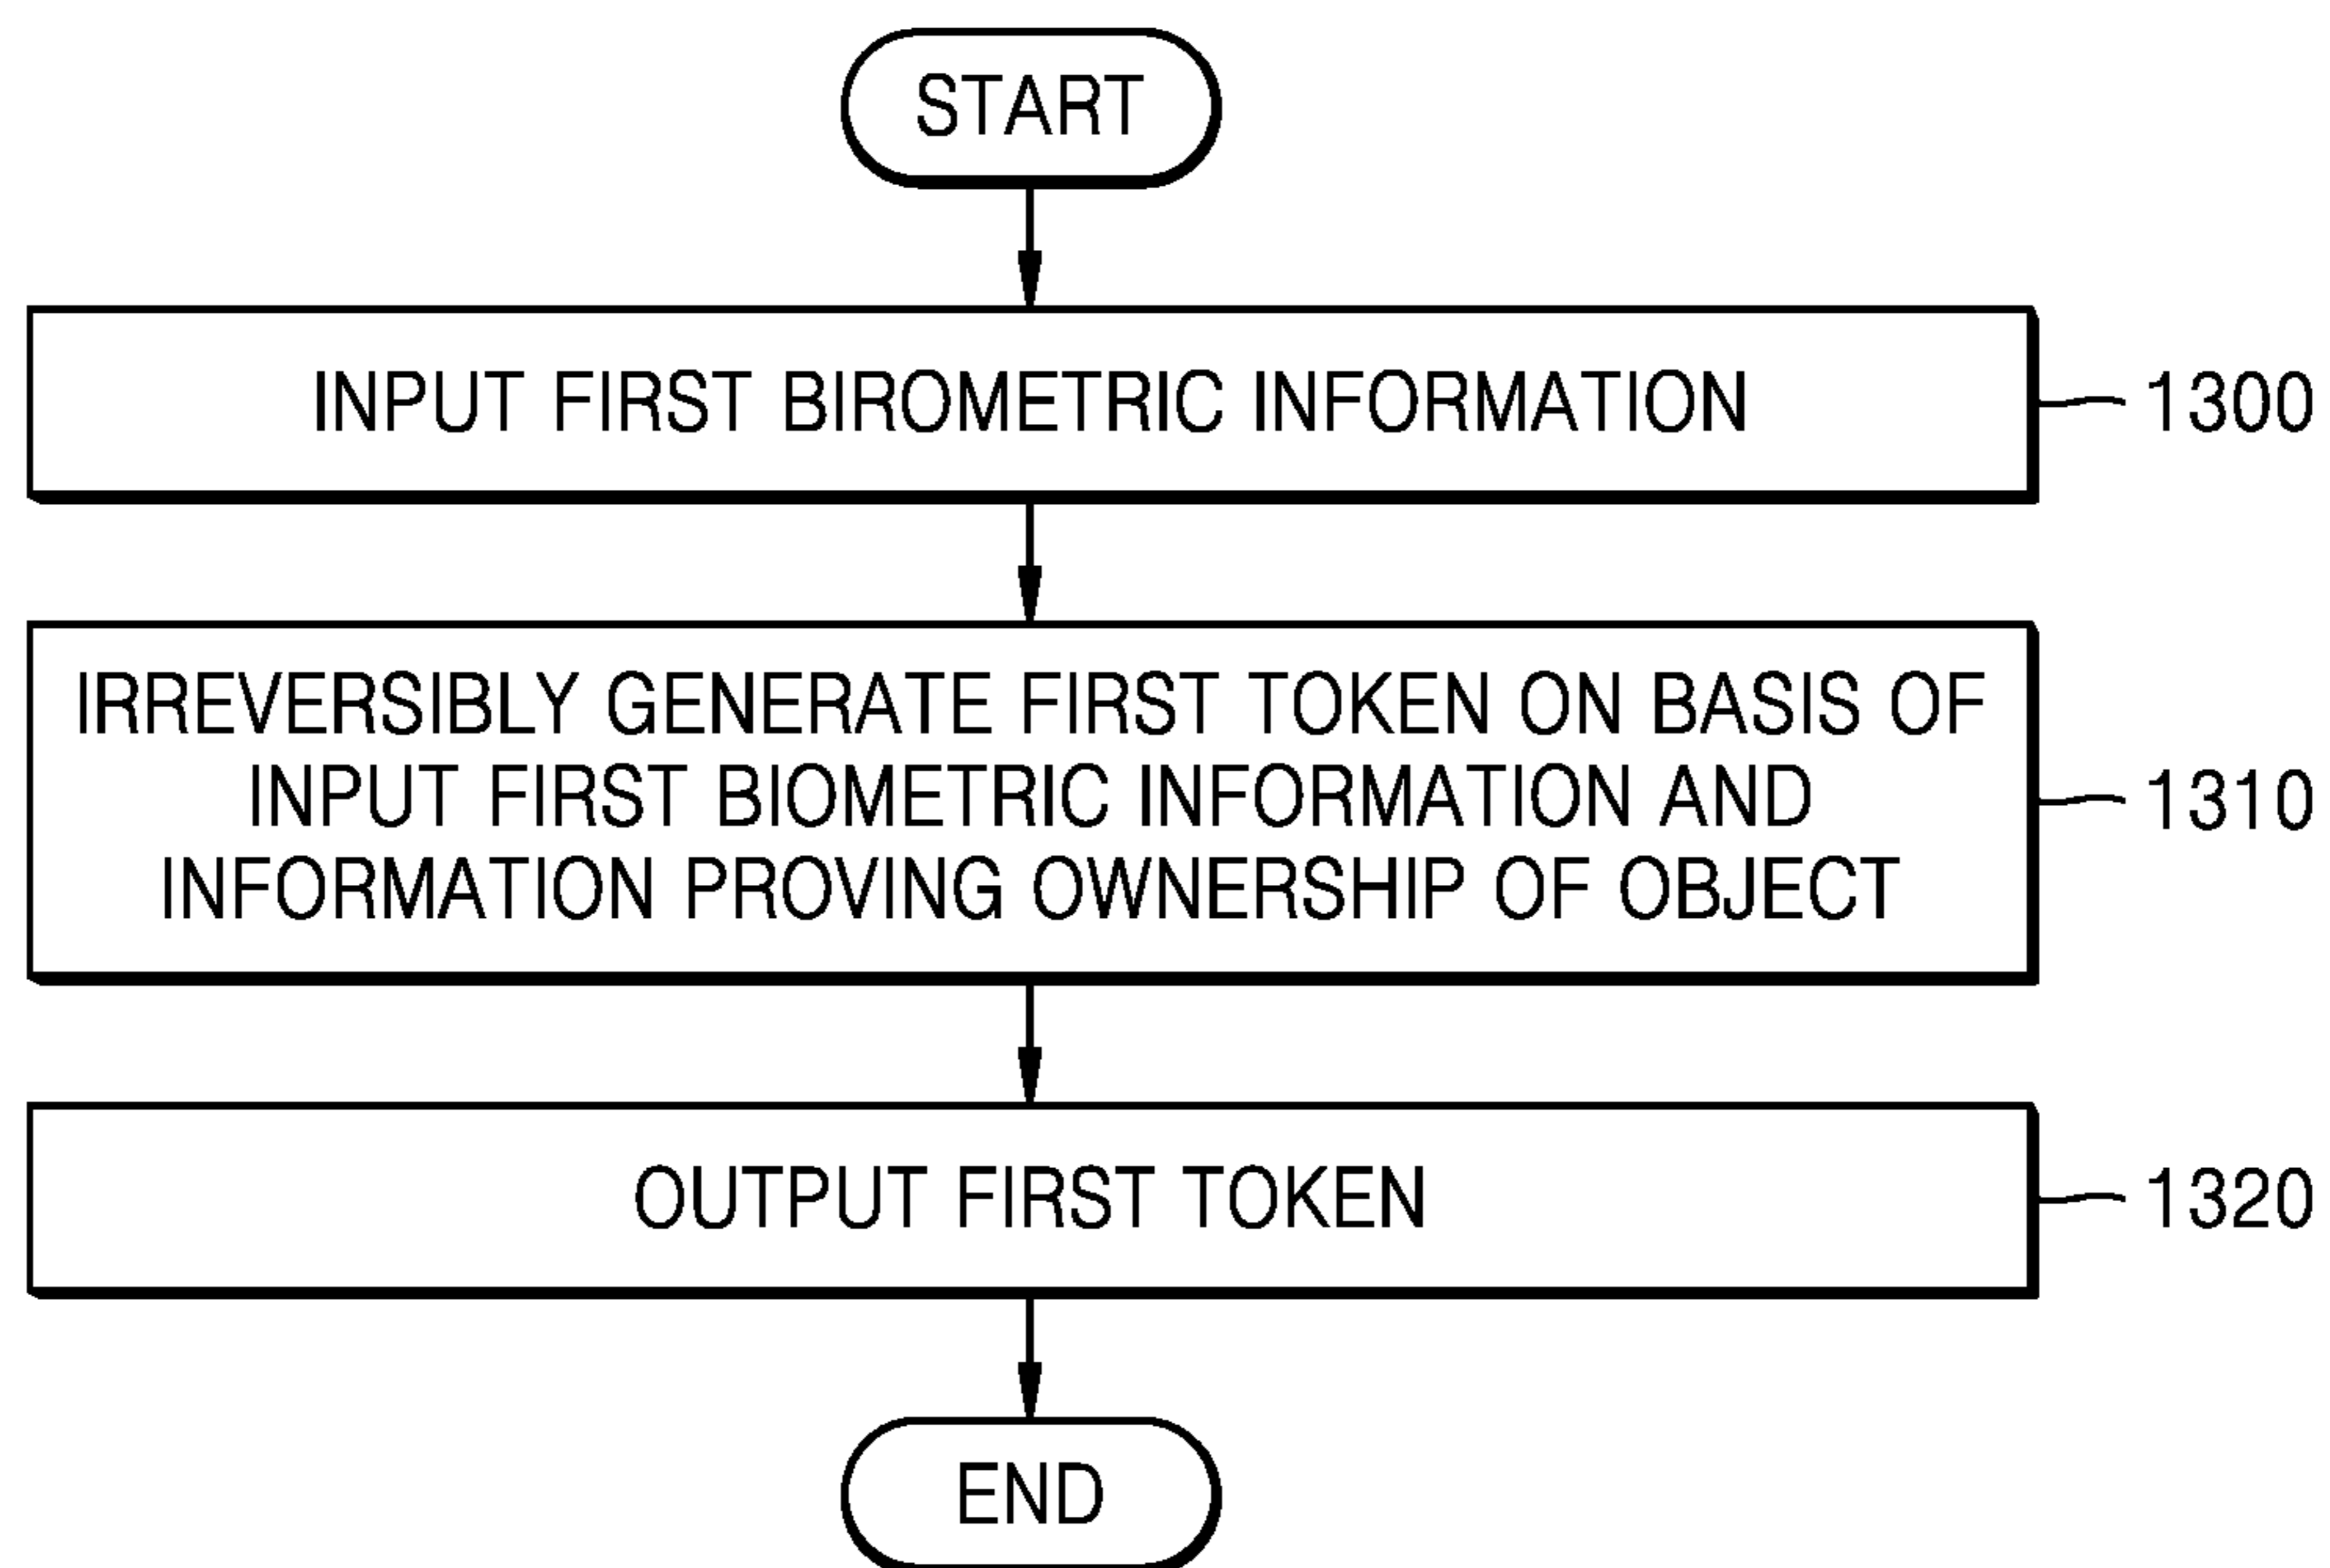 START
INPUT FIRST BIROMETRIC INFORMATION
1300
IRREVERSIBLY GENERATE FIRST TOKEN ON BASIS OF
INPUT FIRST BIOMETRIC INFORMATION AND
INFORMATION PROVING OWNERSHIP OF OBJECT
1310
OUTPUT FIRST TOKEN
1320
END